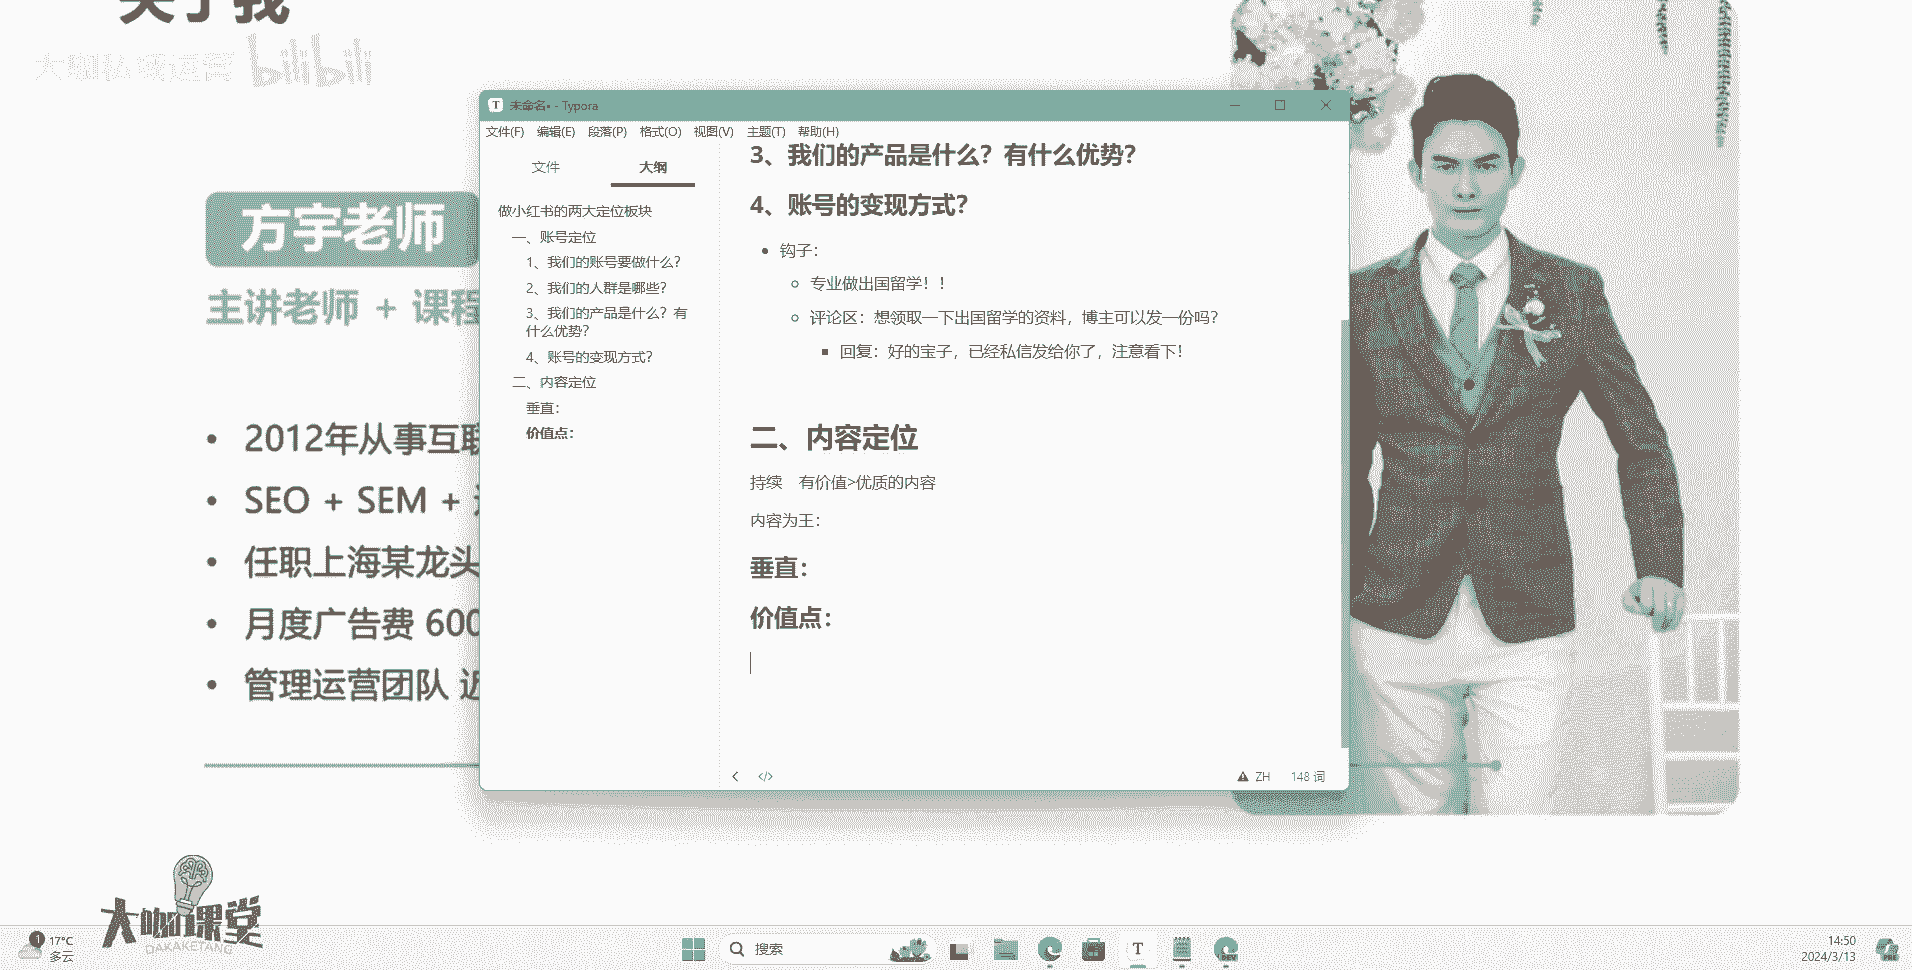 关于我
大咖私域运营 bilibili
未命名• - Typora
文件(F) 编辑(E) 段落(P) 格式(O) 视图(V) 主题(T) 帮助(H)
文件 大纲
做小红书的两大定位板块
一、账号定位
1、我们的账号要做什么?
2、我们的人群是哪些?
3、我们的产品是什么?有
什么优势?
4、账号的变现方式?
二、内容定位
垂直:
价值点:
3、我们的产品是什么?有什么优势?
4、账号的变现方式?
• 钩子:
专业做出国留学!!
评论区:想领取一下出国留学的资料,博主可以发一份吗?
回复:好的宝子,已经私信发给你了,注意看下!
二、内容定位
持续 有价值>优质的内容
内容为王:
垂直:
价值点:
ZH 148 词
方宇老师
主讲老师 + 课程
• 2012年从事互联
• SEO + SEM +
• 任职上海某龙头
• 月度广告费 600
• 管理运营团队 近
大咖课堂
DAKAKETANG
1 17°C
多云
搜索
T
DEV
14:50
2024/3/13
PRE